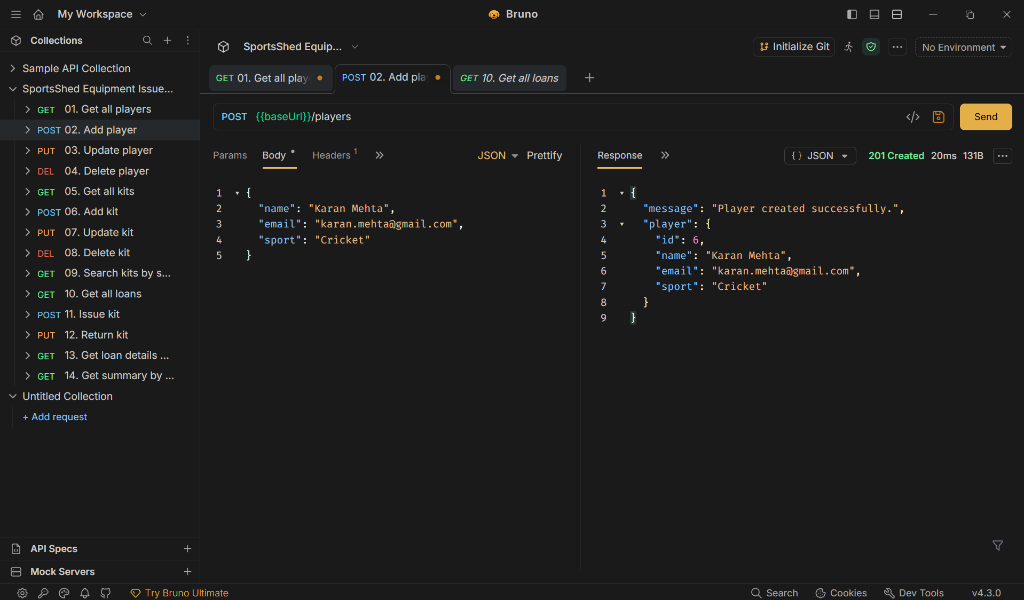 My Workspace
Bruno
Collections
SportsShed Equip...
Initialize Git
No Environment
Sample API Collection
SportsShed Equipment Issue...
GET 01. Get all players
POST 02. Add player
PUT 03. Update player
DEL 04. Delete player
GET 05. Get all kits
POST 06. Add kit
PUT 07. Update kit
DEL 08. Delete kit
GET 09. Search kits by s...
GET 10. Get all loans
POST 11. Issue kit
PUT 12. Return kit
GET 13. Get loan details ...
GET 14. Get summary by ...
Untitled Collection
+ Add request
API Specs
Mock Servers
GET 01. Get all play
POST 02. Add pla
GET 10. Get all loans
POST {{baseUrl}}/players
Send
Params Body Headers 1
JSON Prettify
1 {
2 "name": "Karan Mehta",
3 "email": "karan.mehta@gmail.com",
4 "sport": "Cricket"
5 }
Response
{ } JSON
201 Created 20ms 131B
1 {
2 "message": "Player created successfully.",
3 "player": {
4 "id": 6,
5 "name": "Karan Mehta",
6 "email": "karan.mehta@gmail.com",
7 "sport": "Cricket"
8 }
9 }
Try Bruno Ultimate
Search
Cookies
Dev Tools
v4.3.0